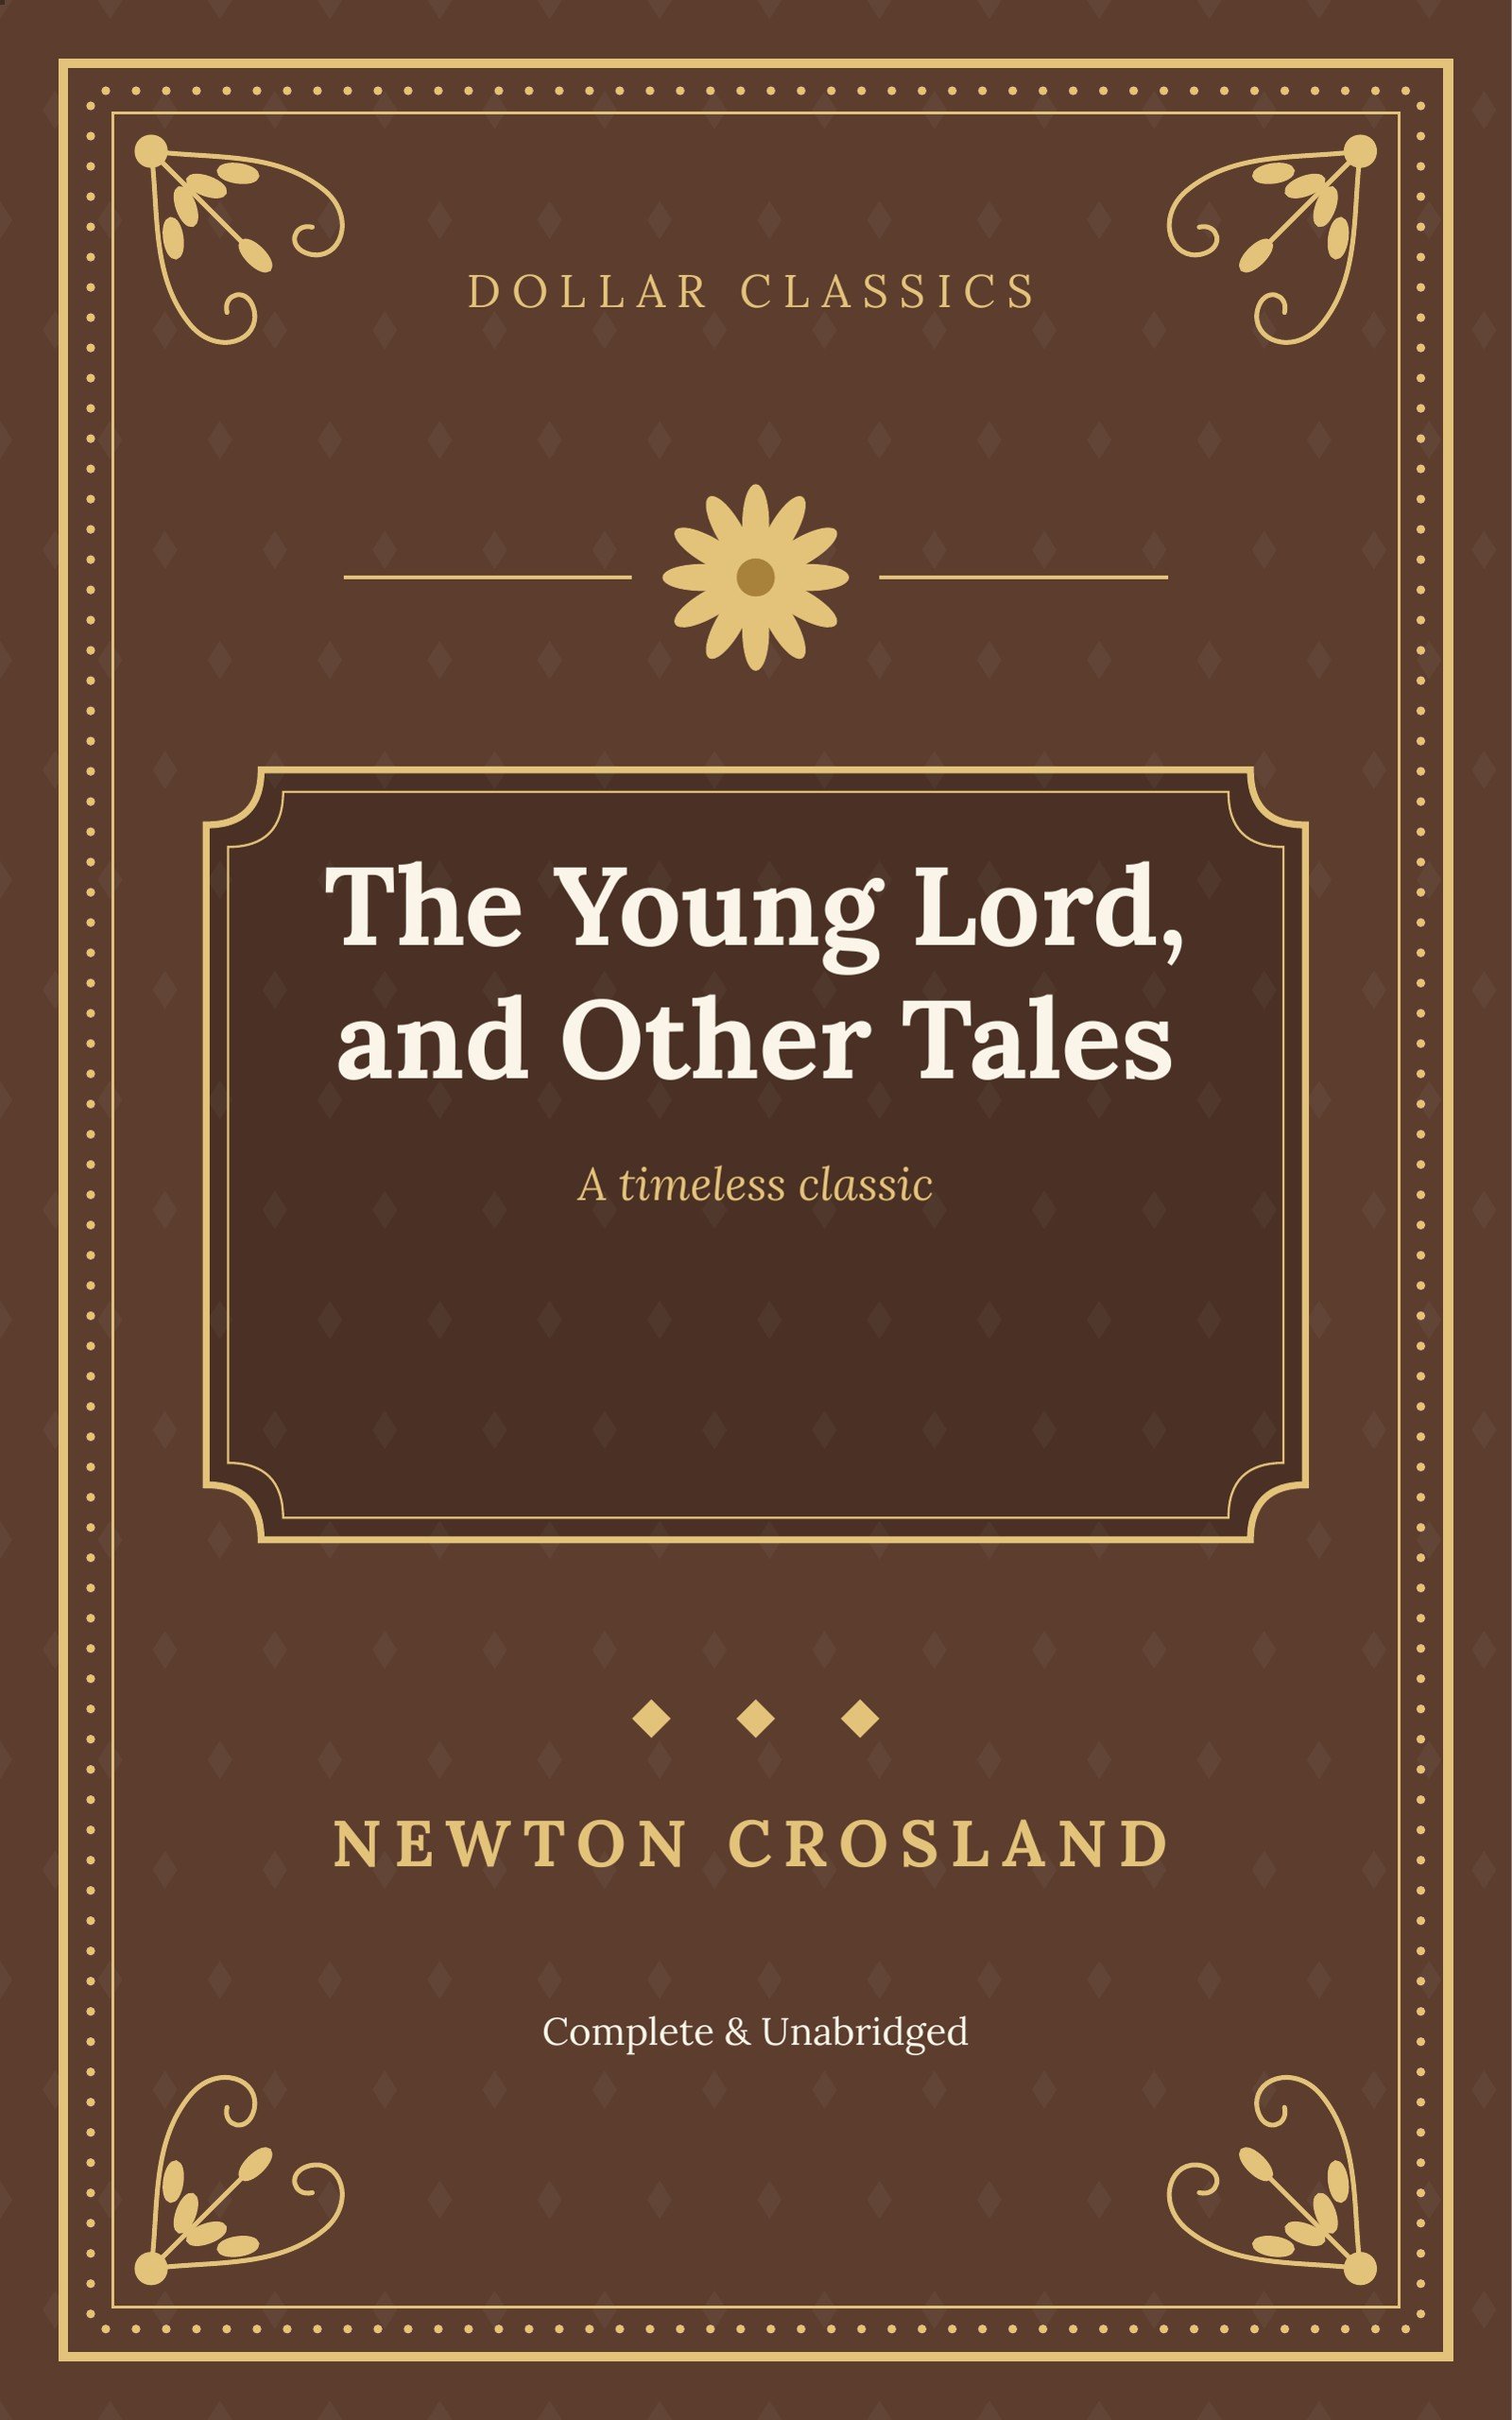 DOLLAR CLASSICS
The Young Lord,
and Other Tales
A timeless classic
NEWTON CROSLAND
Complete & Unabridged